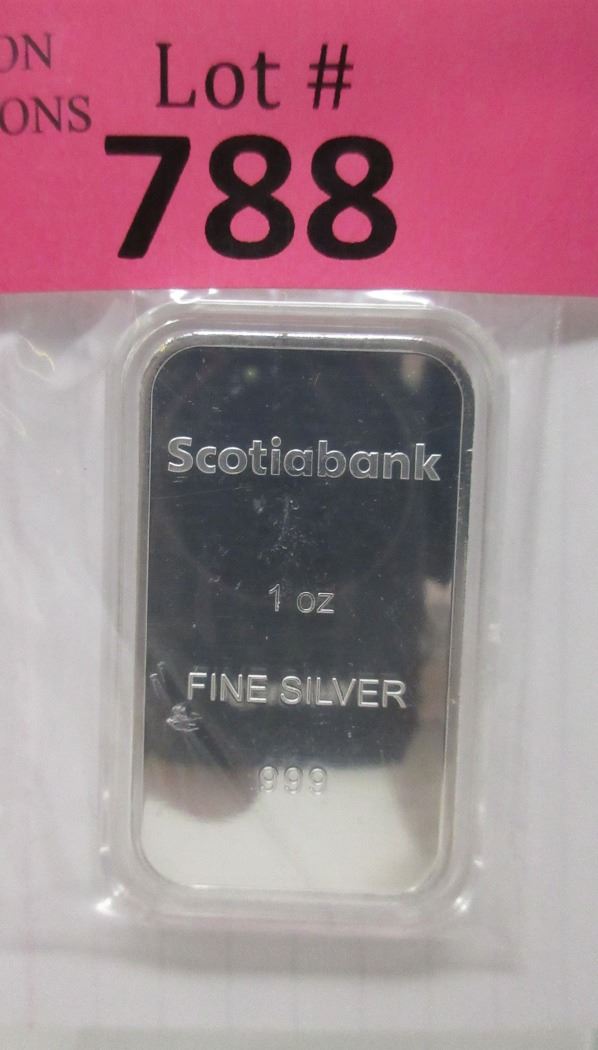 ON
ONS
Lot #
788
Scotiabank
1 oz
FINE SILVER
999